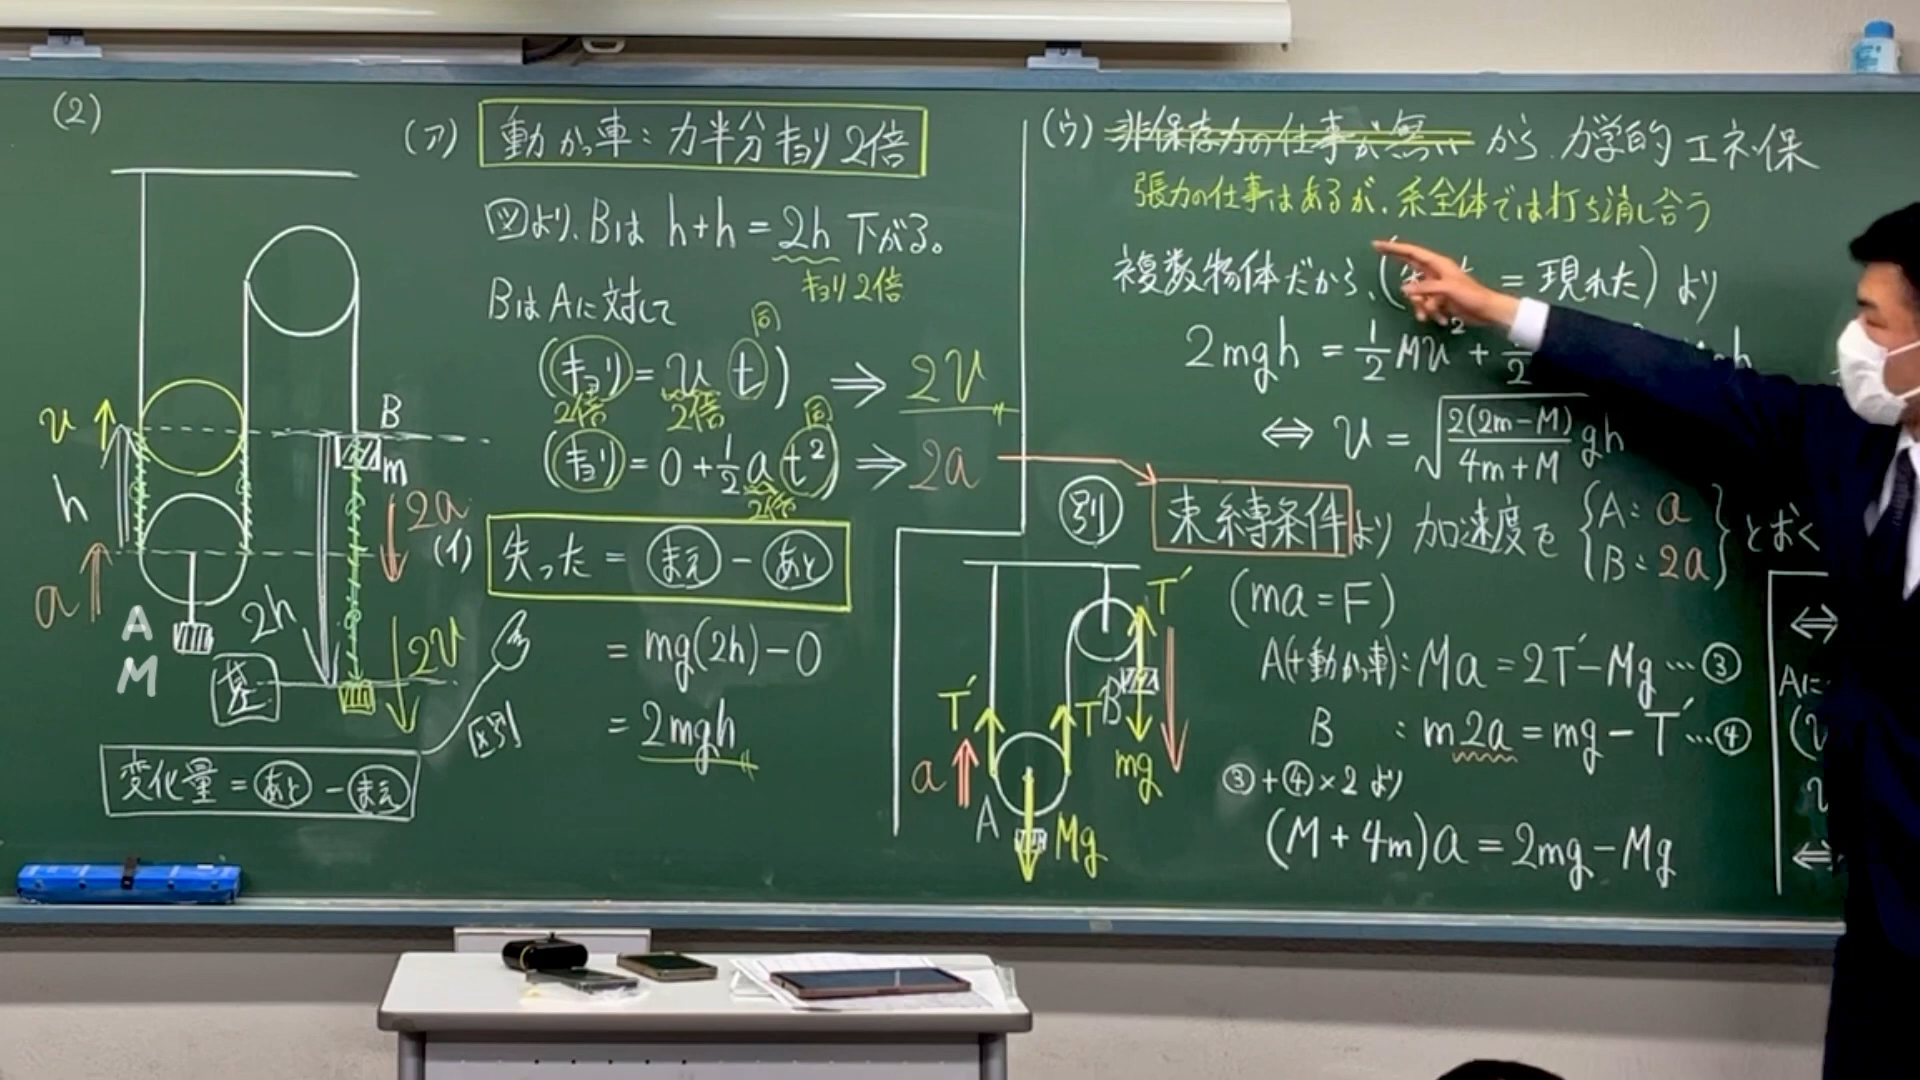 (2)
(ア) 動かっ車：力半分キョリ2倍
図より、Bは h+h = 2h 下がる。
キョリ2倍
BはAに対して
同
(キョリ = v t) ⇒ 2v
2倍 2倍
同
(キョリ = 0 + 1/2 a t²) ⇒ 2a
2倍
v
h
a
A
M
B
m
2a
2h
2v
基
区別
変化量 = あと − まえ
(イ) 失った = まえ − あと
= mg(2h) − 0
= 2mgh
(ウ) 非保存力の仕事が無い から 力学的エネ保
張力の仕事はあるが、系全体では打ち消し合う
複数物体だから、( = 現れた) より
2mgh = 1/2 Mv² + 1/2
⇔ v = √(2(2m−M)/(4m+M) gh)
別 束縛条件より 加速度を {A: a B: 2a} とおく
(ma = F)
A(+動かっ車): Ma = 2T′ − Mg … ③
B : m2a = mg − T′ … ④
③ + ④ × 2 より
(M + 4m)a = 2mg − Mg
T′
B
T′
T′
mg
a
A
Mg
⇔
Aに
⇔